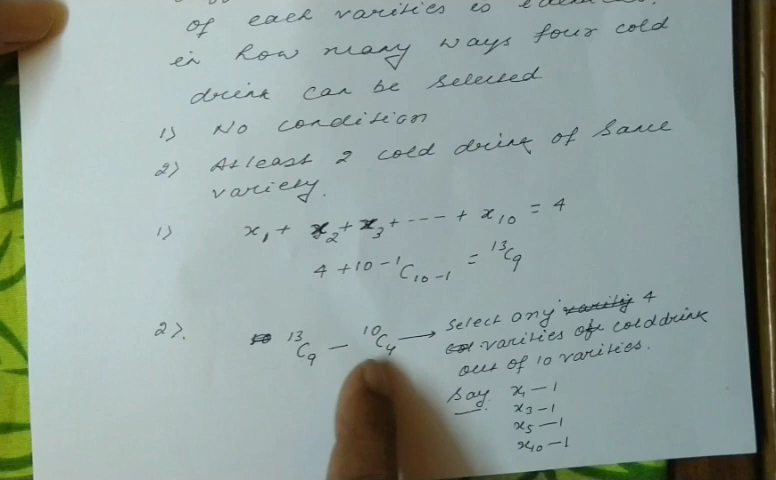 of each varities is
in how many ways four cold
drink can be selected
1) No condition
2) Atleast 2 cold drink of same
variety.
1) x₁ + x₂ + x₃ + --- + x₁₀ = 4
⁴⁺¹⁰⁻¹C₁₀₋₁ = ¹³C₉
2). ¹³C₉ − ¹⁰C₄ → select any 4
varities of colddrink
out of 10 varities.
Say x₁ − 1
x₃ − 1
x₅ − 1
x₁₀ − 1